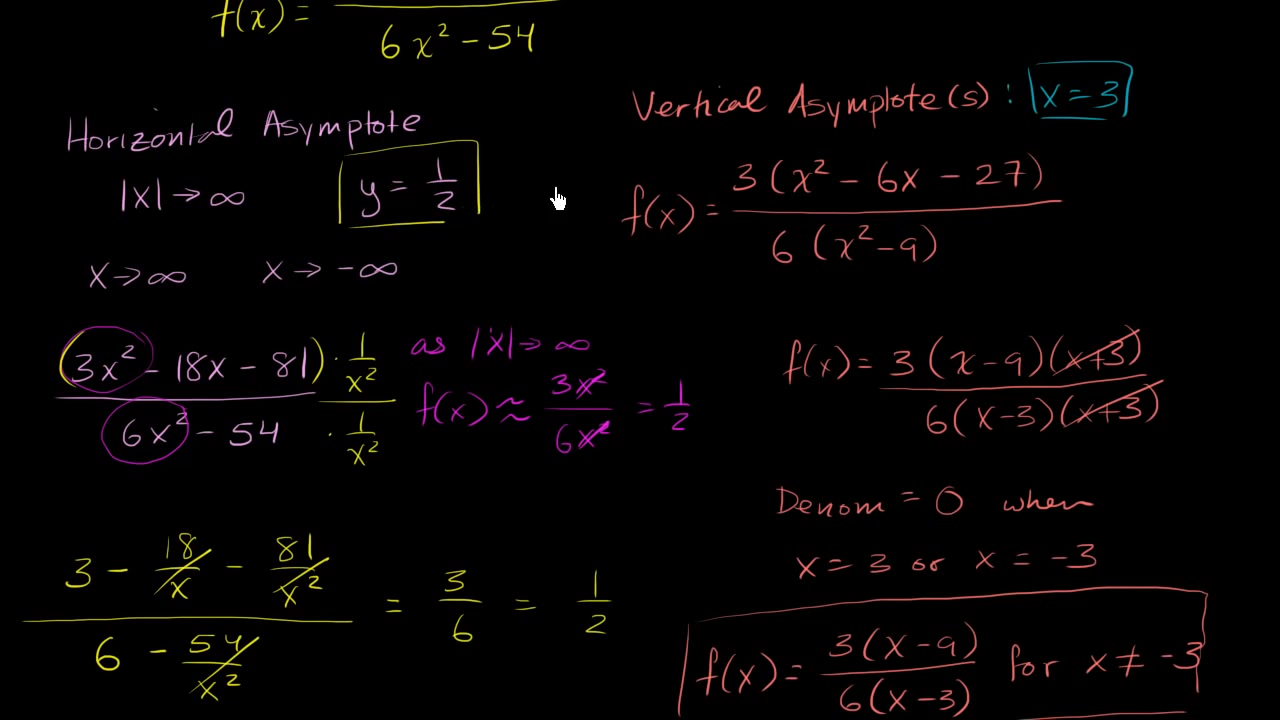 f(x) =
6x² - 54
Horizontal Asymptote
|x| → ∞
y = 1/2
x → ∞ x → -∞
(3x² - 18x - 81) · 1/x²
6x² - 54 · 1/x²
as |x| → ∞
f(x) ≈ 3x²/6x² = 1/2
3 - 18/x - 81/x²
6 - 54/x²
= 3/6 = 1/2
Vertical Asymptote(s) : x = 3
f(x) = 3(x² - 6x - 27)
6(x² - 9)
f(x) = 3(x-9)(x+3)
6(x-3)(x+3)
Denom = 0 when
x = 3 or x = -3
f(x) = 3(x-9)/6(x-3) for x ≠ -3